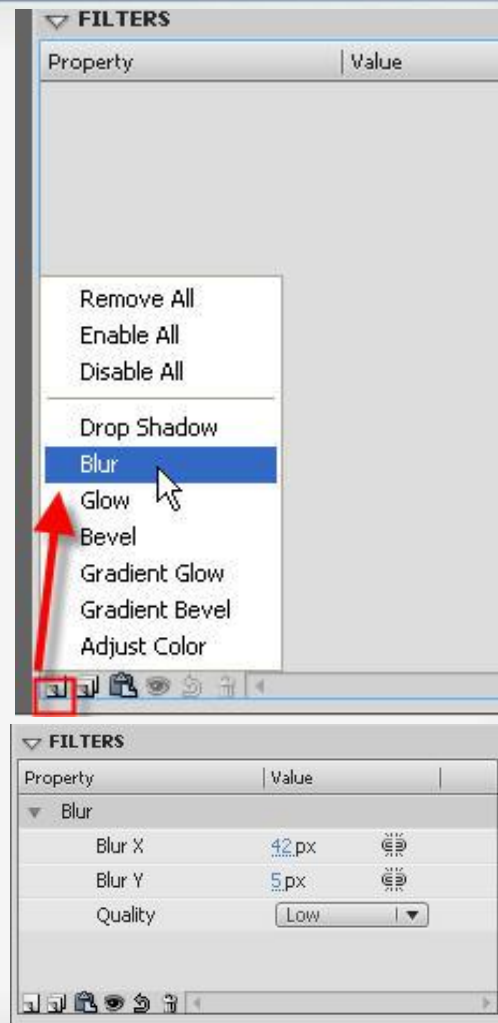 FILTERS
Property Value
Remove All
Enable All
Disable All
Drop Shadow
Blur
Glow
Bevel
Gradient Glow
Gradient Bevel
Adjust Color
FILTERS
Property Value
Blur
Blur X 42 px
Blur Y 5 px
Quality Low